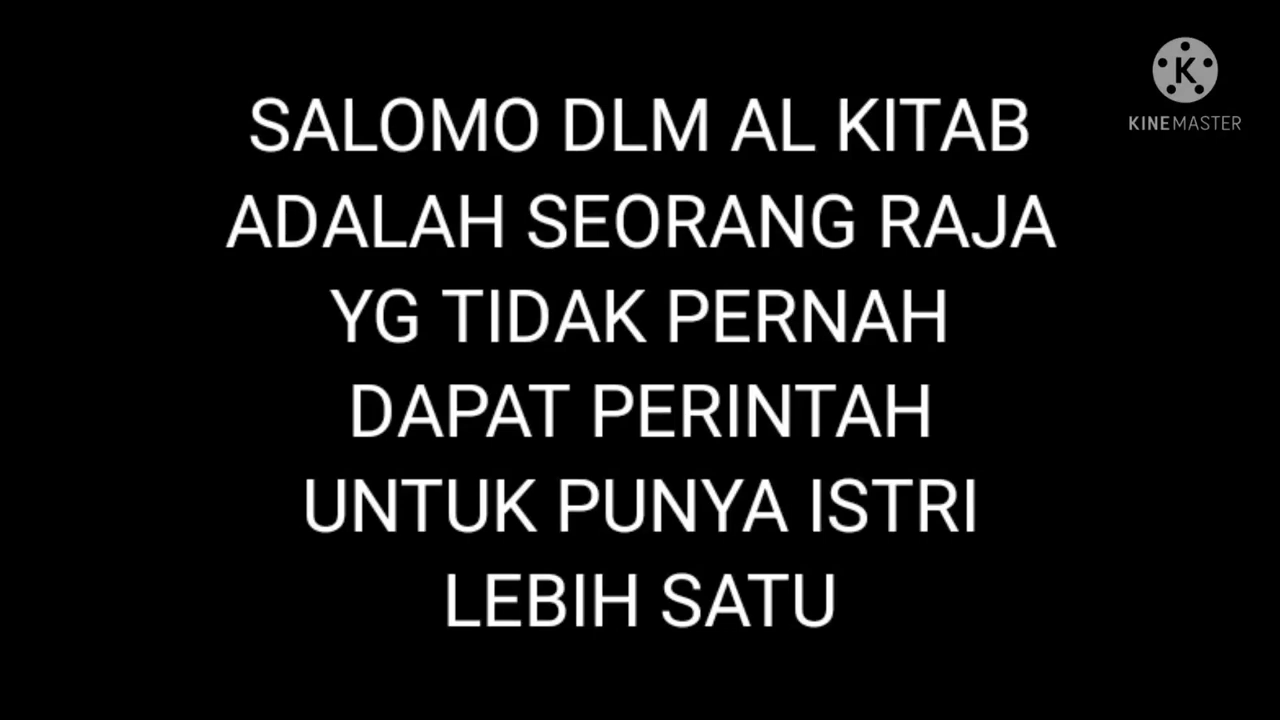 SALOMO DLM AL KITAB
ADALAH SEORANG RAJA
YG TIDAK PERNAH
DAPAT PERINTAH
UNTUK PUNYA ISTRI
LEBIH SATU
K
KINEMASTER